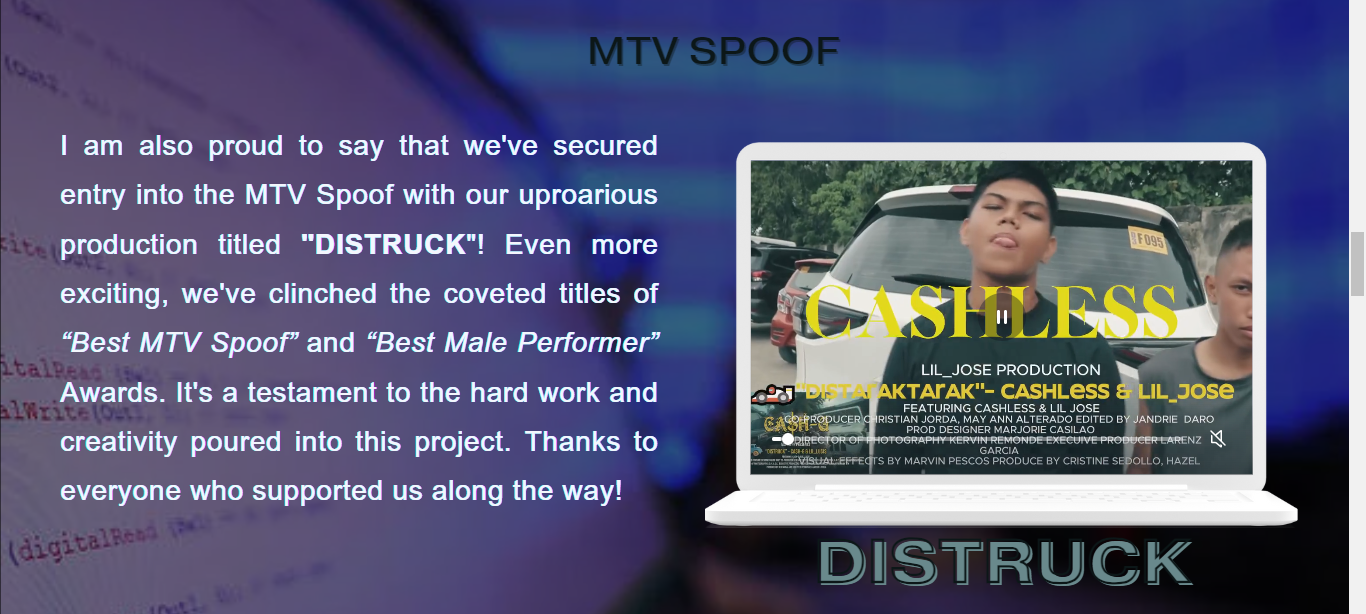 MTV SPOOF
I am also proud to say that we've secured
entry into the MTV Spoof with our uproarious
production titled "DISTRUCK"! Even more
exciting, we've clinched the coveted titles of
“Best MTV Spoof” and “Best Male Performer”
Awards. It's a testament to the hard work and
creativity poured into this project. Thanks to
everyone who supported us along the way!
F095
CASHLESS
LIL_JOSE PRODUCTION
"DISTARAKTARAK"- CASHLESS & LIL_JOSE
FEATURING CASHLESS & LIL JOSE
CO-PRODUCER CHRISTIAN JORDA, MAY ANN ALTERADO EDITED BY JANDRIE DARO
PROD DESIGNER MARJORIE CASILAC
DIRECTOR OF PHOTOGRAPHY KERVIN REMONDE EXECUIVE PRODUCER LARENZ
GARCIA
VISUAL EFFECTS BY MARVIN PESCOS PRODUCE BY CRISTINE SEDOLLO, HAZEL
DISTRUCK
(digitalRead